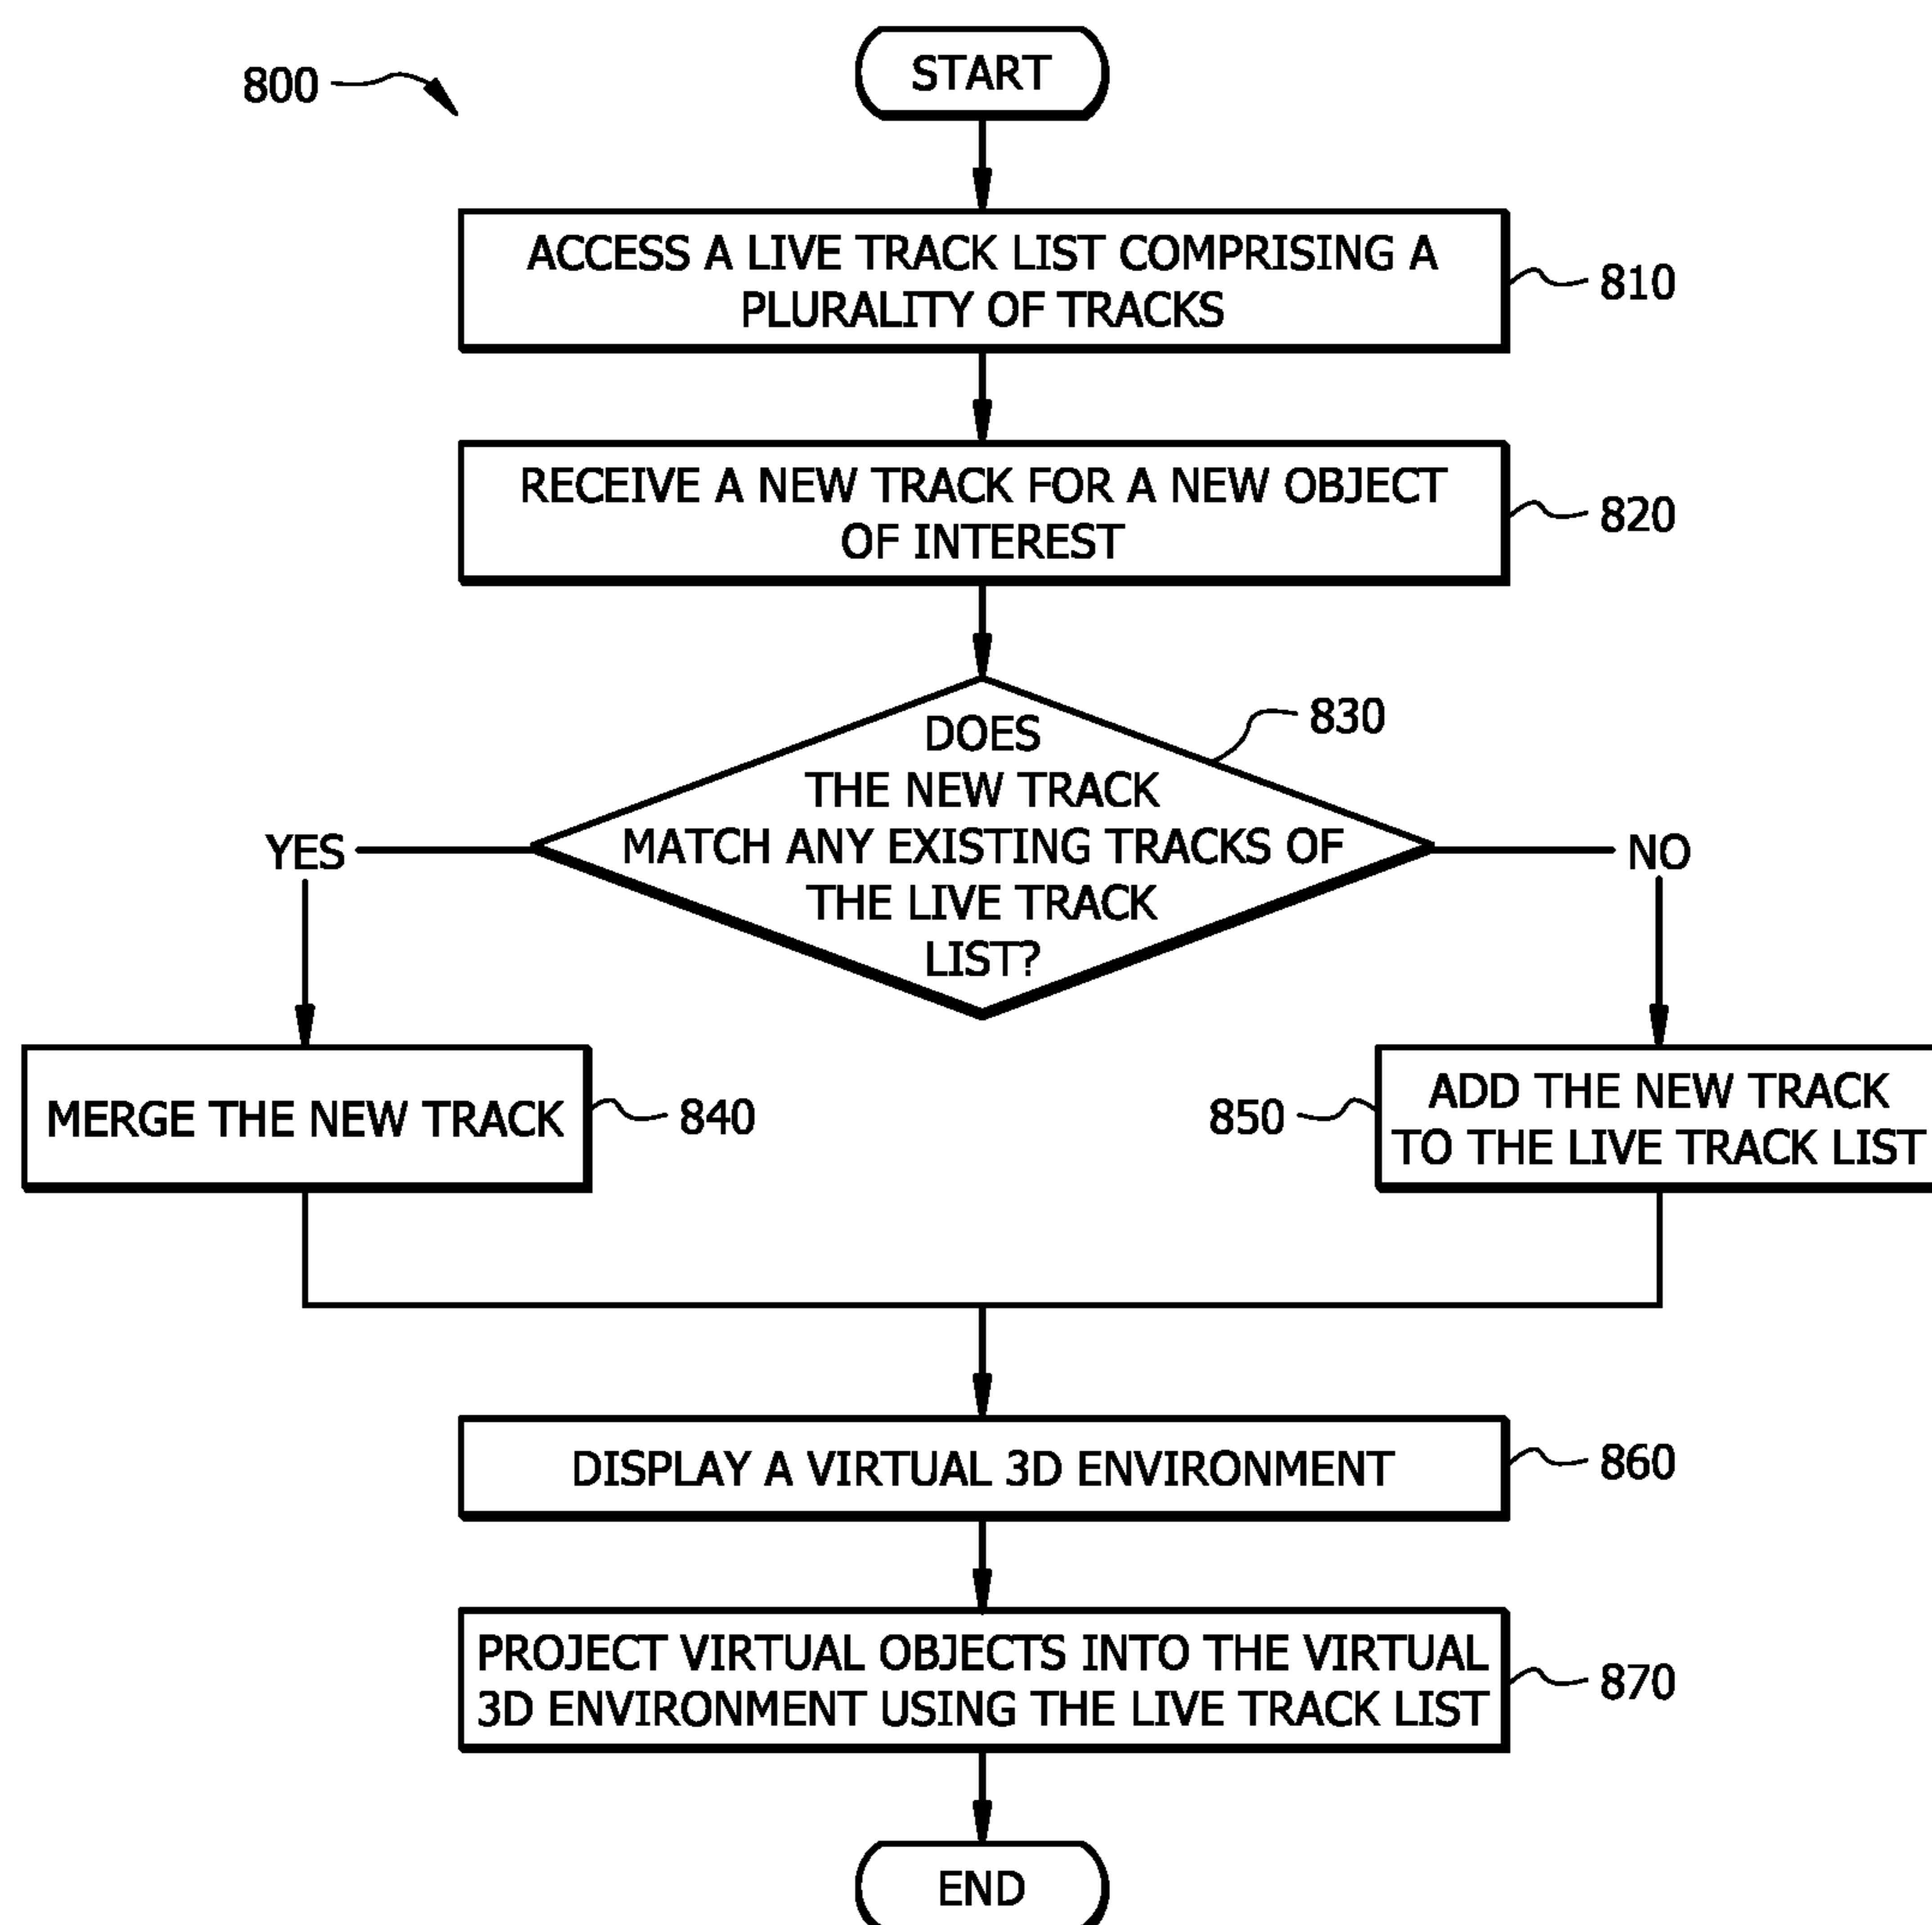 800
START
ACCESS A LIVE TRACK LIST COMPRISING A
PLURALITY OF TRACKS
810
RECEIVE A NEW TRACK FOR A NEW OBJECT
OF INTEREST
820
830
DOES
THE NEW TRACK
MATCH ANY EXISTING TRACKS OF
THE LIVE TRACK
LIST?
YES
NO
MERGE THE NEW TRACK
840
850
ADD THE NEW TRACK
TO THE LIVE TRACK LIST
DISPLAY A VIRTUAL 3D ENVIRONMENT
860
PROJECT VIRTUAL OBJECTS INTO THE VIRTUAL
3D ENVIRONMENT USING THE LIVE TRACK LIST
870
END